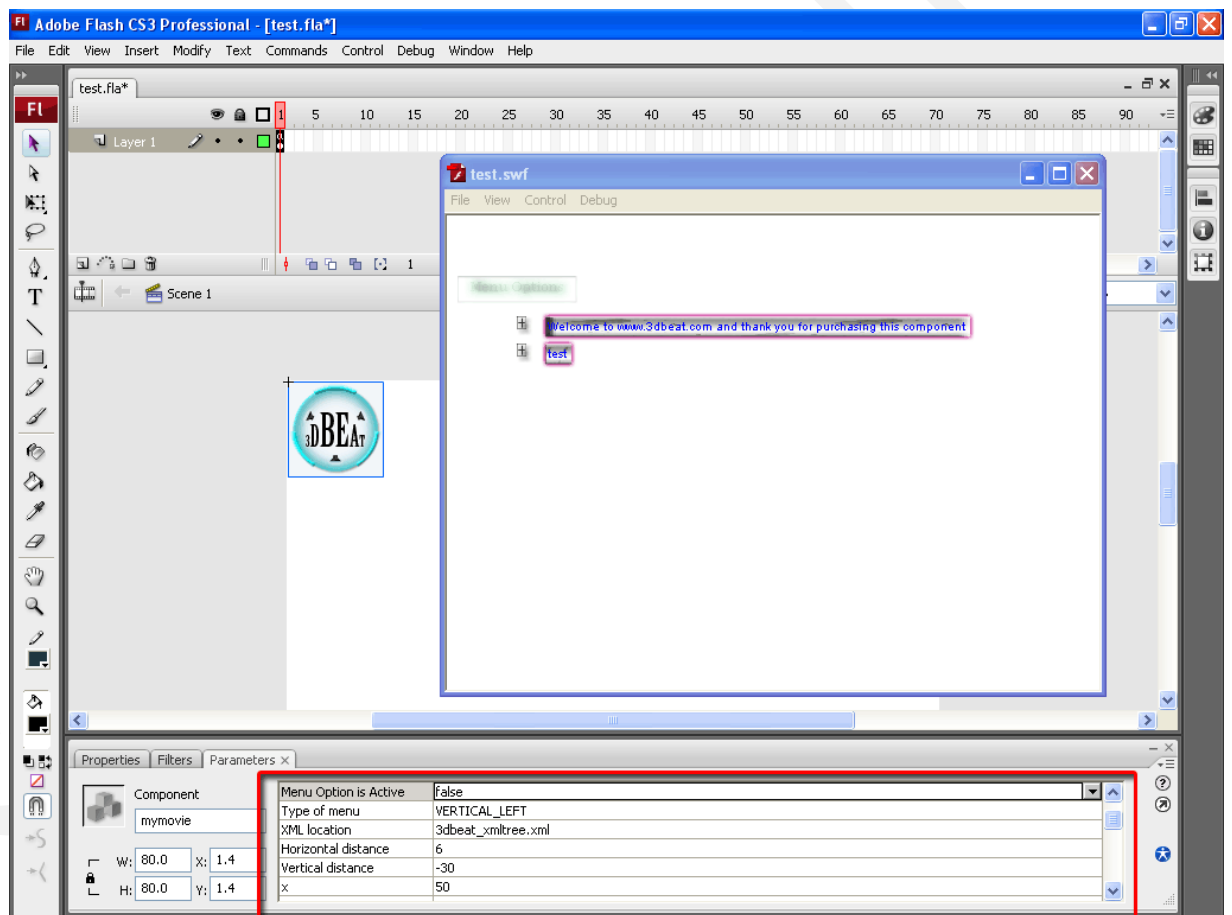 Adobe Flash CS3 Professional - [test.fla*]
File Edit View Insert Modify Text Commands Control Debug Window Help
test.fla*
Fl
1 5 10 15 20 25 30 35 40 45 50 55 60 65 70 75 80 85 90
Layer 1
test.swf
File View Control Debug
1
T
Scene 1
Menu Options
Welcome to www.3dbeat.com and thank you for purchasing this component
test
3DBEAT
Properties Filters Parameters ×
Component
mymovie
W: 80.0 X: 1.4
H: 80.0 Y: 1.4
Menu Option is Active false
Type of menu VERTICAL_LEFT
XML location 3dbeat_xmltree.xml
Horizontal distance 6
Vertical distance -30
x 50